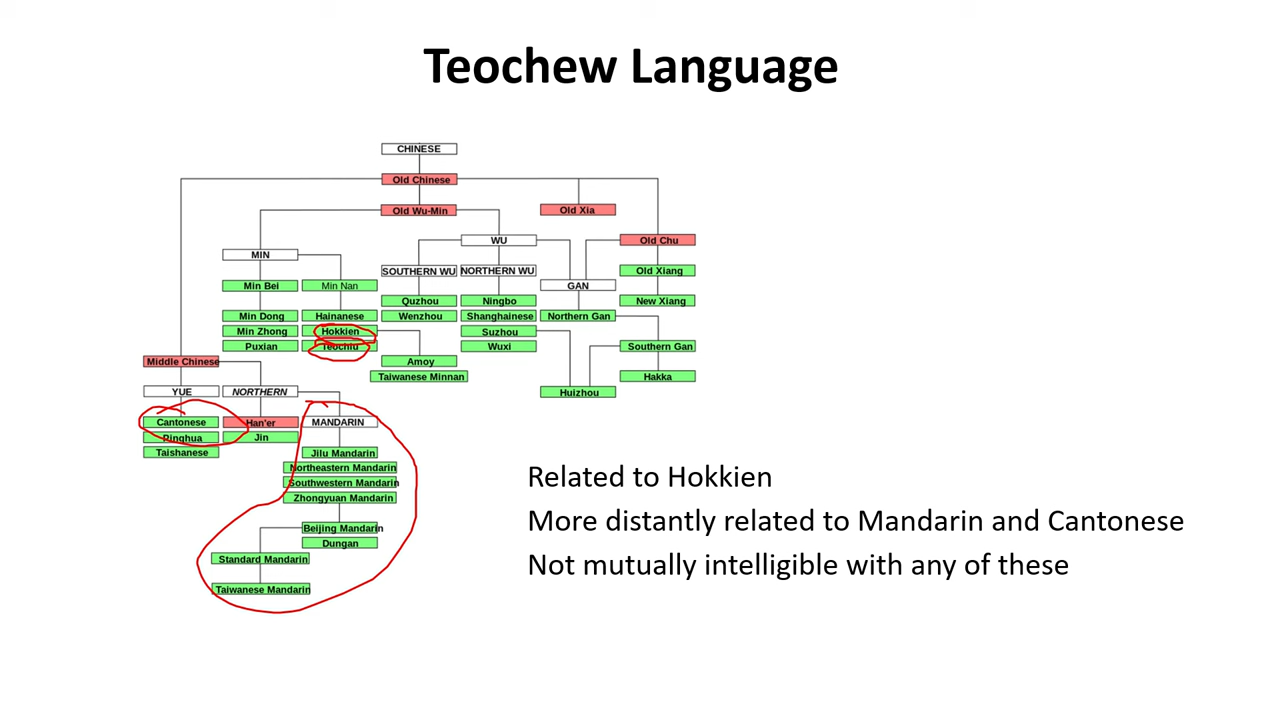 Teochew Language
CHINESE
Old Chinese
Old Wu-Min
Old Xia
WU
Old Chu
MIN
SOUTHERN WU
NORTHERN WU
Old Xiang
Min Bei
Min Nan
GAN
Quzhou
Ningbo
New Xiang
Min Dong
Hainanese
Wenzhou
Shanghainese
Northern Gan
Min Zhong
Hokkien
Suzhou
Puxian
Teochiu
Wuxi
Southern Gan
Middle Chinese
Amoy
Taiwanese Minnan
Hakka
YUE
NORTHERN
Huizhou
Cantonese
Han'er
MANDARIN
Pinghua
Jin
Taishanese
Jilu Mandarin
Northeastern Mandarin
Southwestern Mandarin
Zhongyuan Mandarin
Beijing Mandarin
Dungan
Standard Mandarin
Taiwanese Mandarin
Related to Hokkien
More distantly related to Mandarin and Cantonese
Not mutually intelligible with any of these